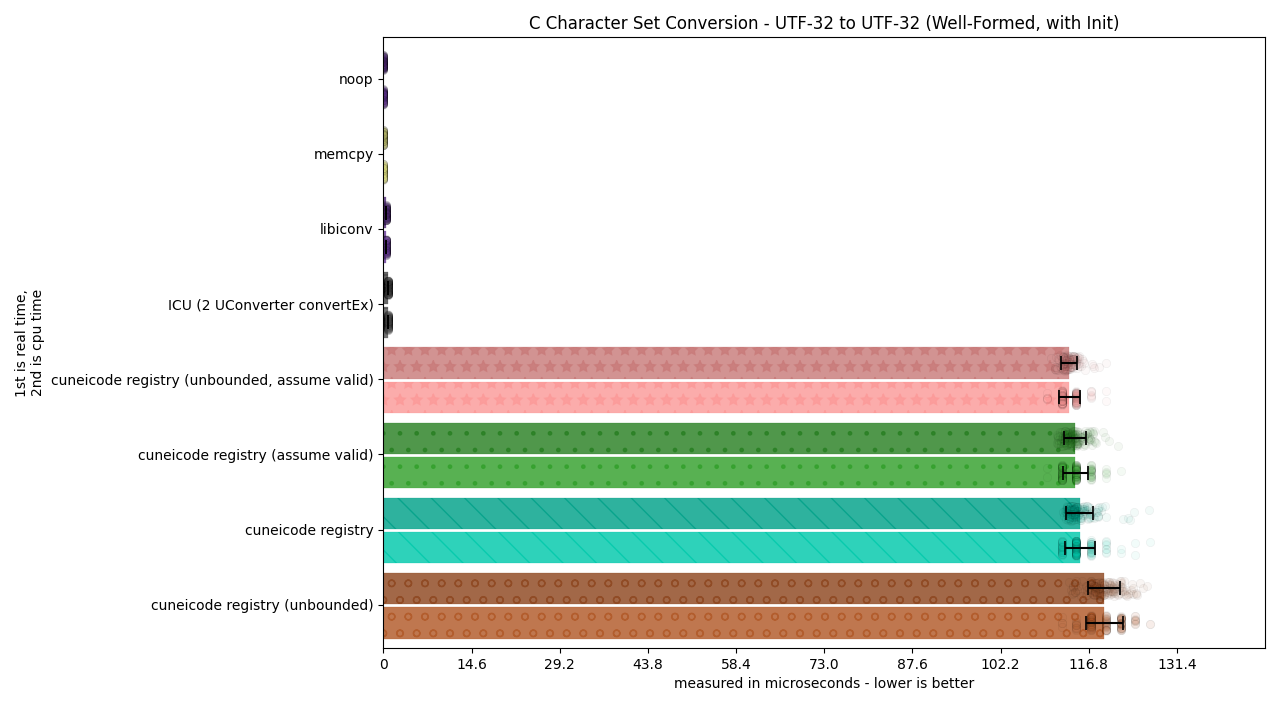 C Character Set Conversion - UTF-32 to UTF-32 (Well-Formed, with Init)
1st is real time,
2nd is cpu time
noop
memcpy
libiconv
ICU (2 UConverter convertEx)
cuneicode registry (unbounded, assume valid)
cuneicode registry (assume valid)
cuneicode registry
cuneicode registry (unbounded)
0 14.6 29.2 43.8 58.4 73.0 87.6 102.2 116.8 131.4
measured in microseconds - lower is better